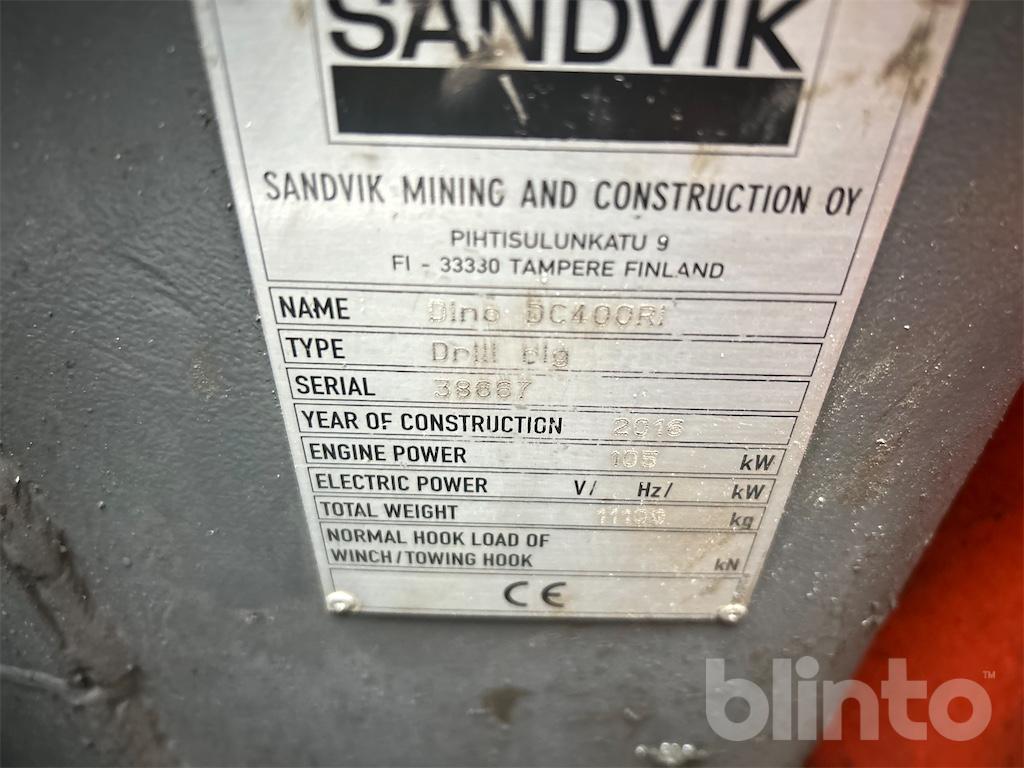 SANDVIK
SANDVIK MINING AND CONSTRUCTION OY
PIHTISULUNKATU 9
FI - 33330 TAMPERE FINLAND
NAME Dino DC400Ri
TYPE Drill rig
SERIAL 38667
YEAR OF CONSTRUCTION 2016
ENGINE POWER 105 kW
ELECTRIC POWER V/ Hz/ kW
TOTAL WEIGHT 11100 kg
NORMAL HOOK LOAD OF
WINCH/TOWING HOOK kN
CE
blinto™